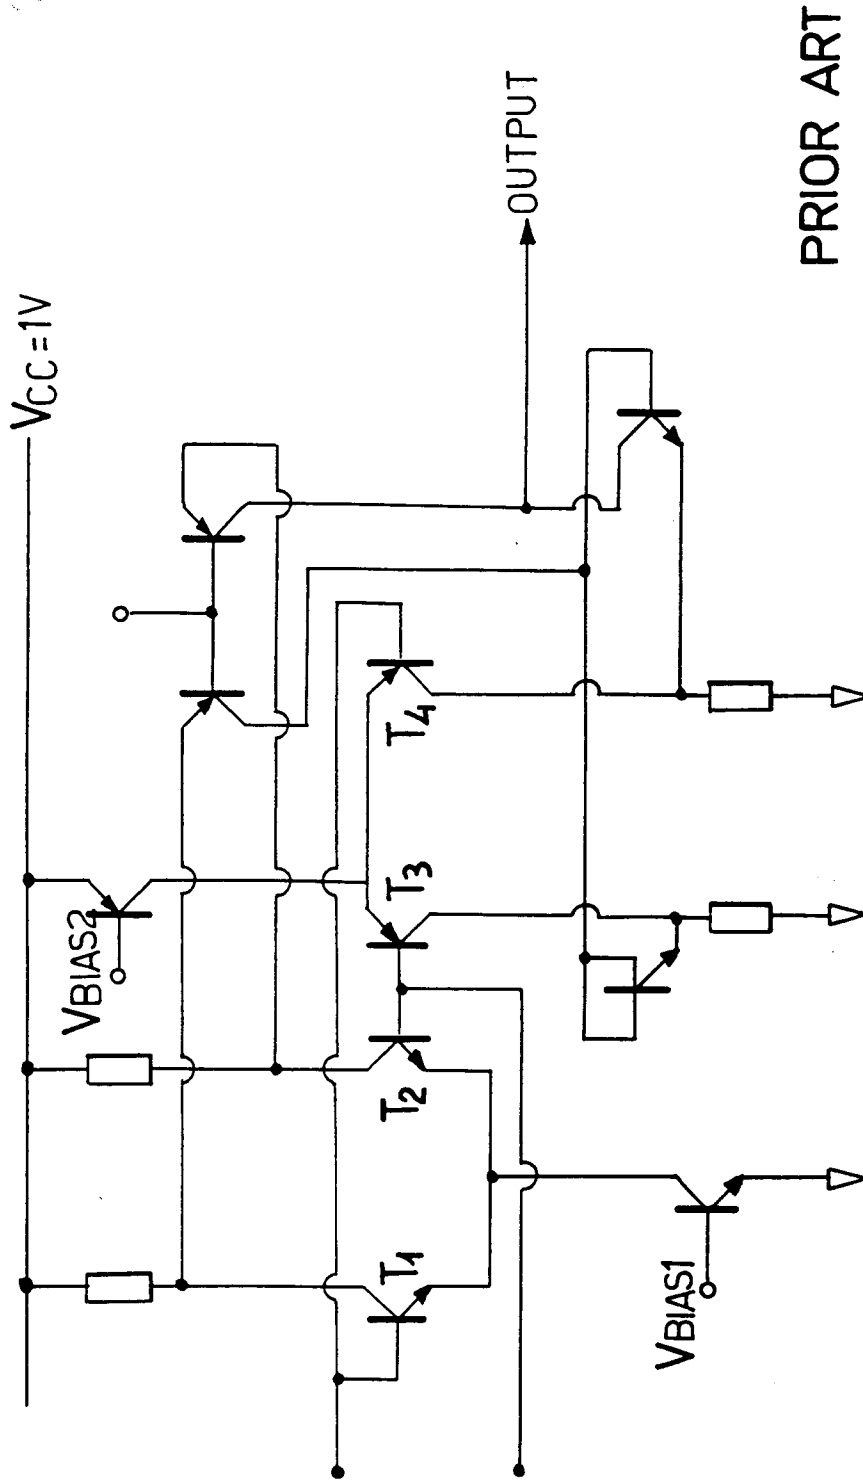 VCC=1V
VBIAS2
OUTPUT
T1
T2
T3
T4
VBIAS1
PRIOR ART